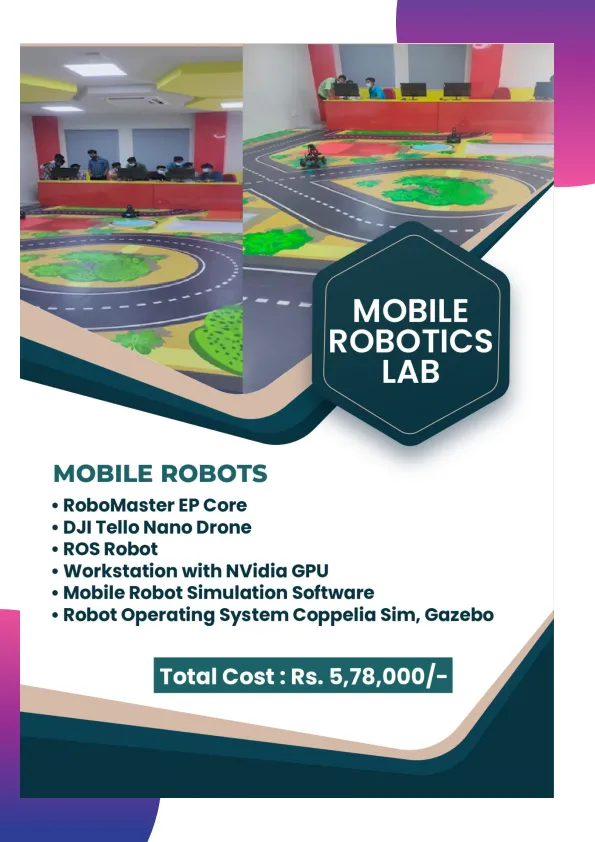 MOBILE
ROBOTICS
LAB
MOBILE ROBOTS
• RoboMaster EP Core
• DJI Tello Nano Drone
• ROS Robot
• Workstation with NVidia GPU
• Mobile Robot Simulation Software
• Robot Operating System Coppelia Sim, Gazebo
Total Cost : Rs. 5,78,000/-